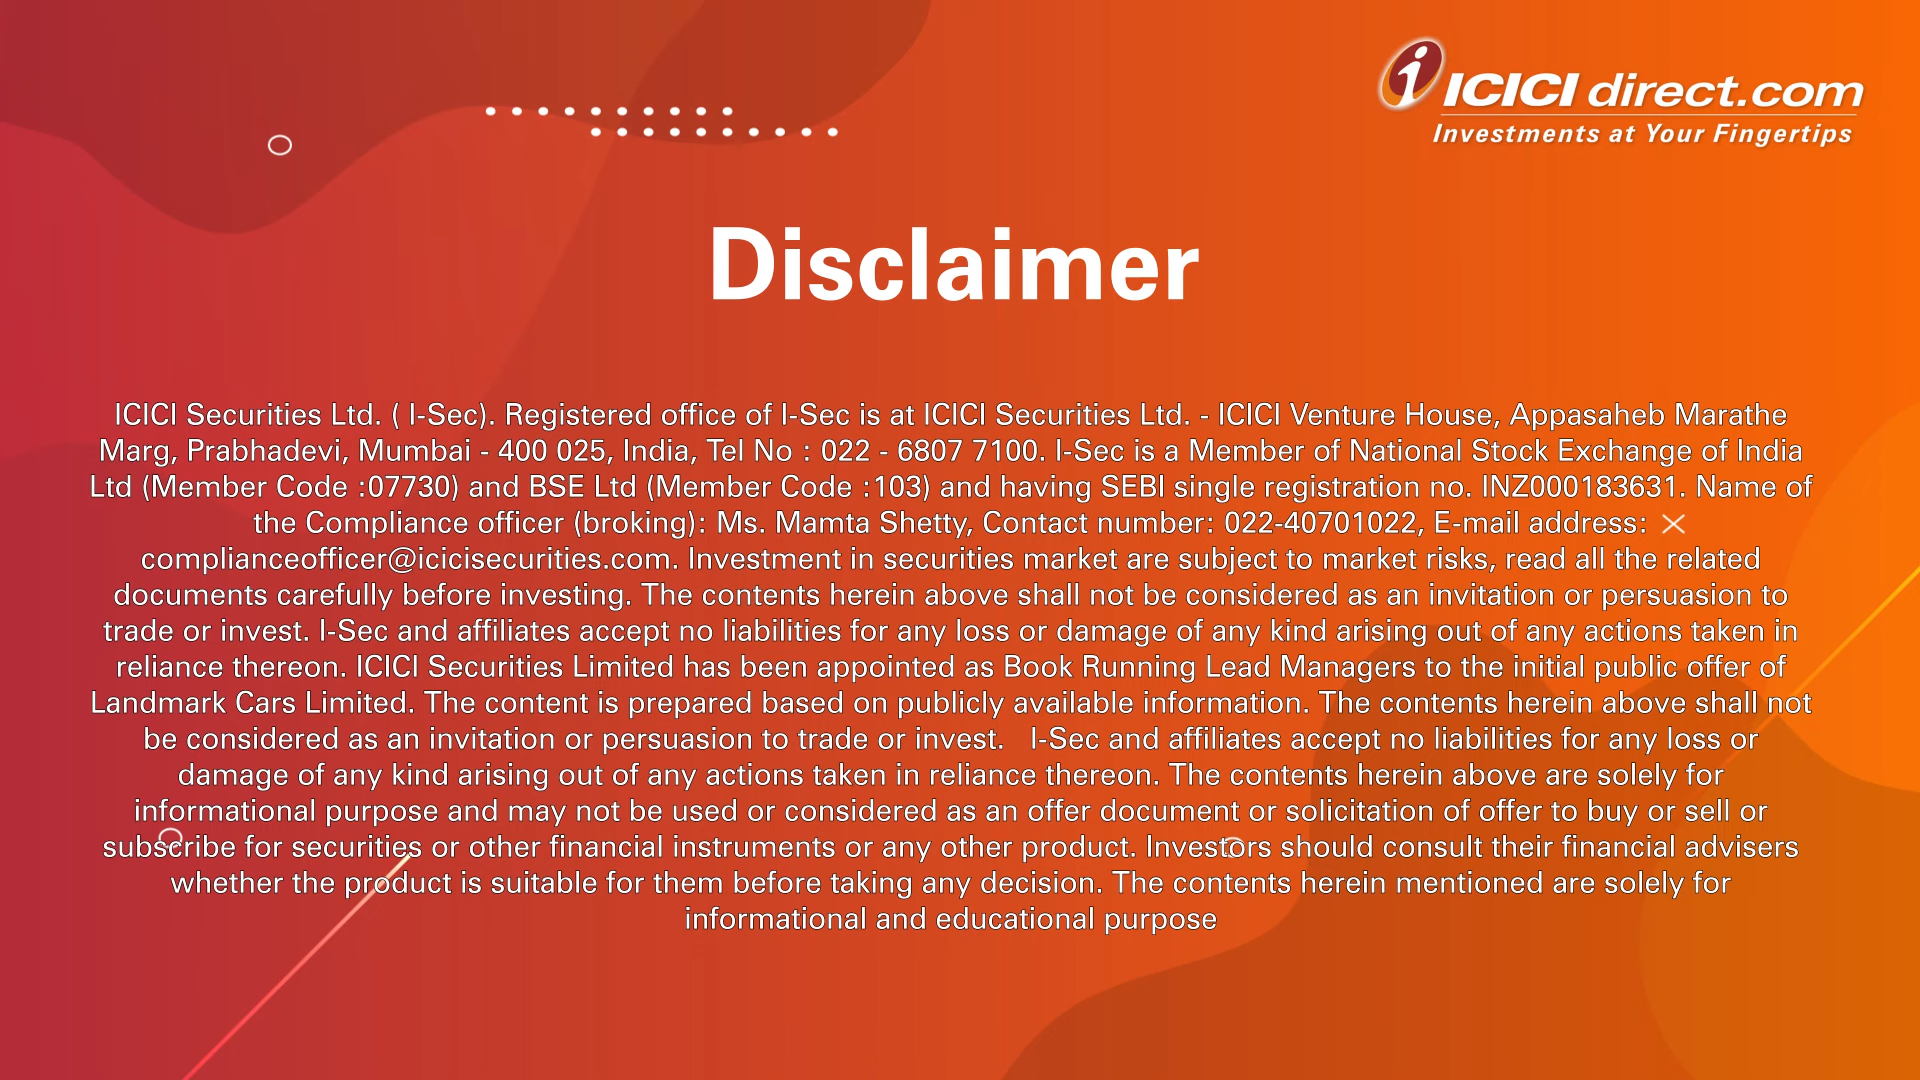 ICICI direct.com
Investments at Your Fingertips
Disclaimer
ICICI Securities Ltd. ( I-Sec). Registered office of I-Sec is at ICICI Securities Ltd. - ICICI Venture House, Appasaheb Marathe
Marg, Prabhadevi, Mumbai - 400 025, India, Tel No : 022 - 6807 7100. I-Sec is a Member of National Stock Exchange of India
Ltd (Member Code :07730) and BSE Ltd (Member Code :103) and having SEBI single registration no. INZ000183631. Name of
the Compliance officer (broking): Ms. Mamta Shetty, Contact number: 022-40701022, E-mail address:
complianceofficer@icicisecurities.com. Investment in securities market are subject to market risks, read all the related
documents carefully before investing. The contents herein above shall not be considered as an invitation or persuasion to
trade or invest. I-Sec and affiliates accept no liabilities for any loss or damage of any kind arising out of any actions taken in
reliance thereon. ICICI Securities Limited has been appointed as Book Running Lead Managers to the initial public offer of
Landmark Cars Limited. The content is prepared based on publicly available information. The contents herein above shall not
be considered as an invitation or persuasion to trade or invest.   I-Sec and affiliates accept no liabilities for any loss or
damage of any kind arising out of any actions taken in reliance thereon. The contents herein above are solely for
informational purpose and may not be used or considered as an offer document or solicitation of offer to buy or sell or
subscribe for securities or other financial instruments or any other product. Investors should consult their financial advisers
whether the product is suitable for them before taking any decision. The contents herein mentioned are solely for
informational and educational purpose